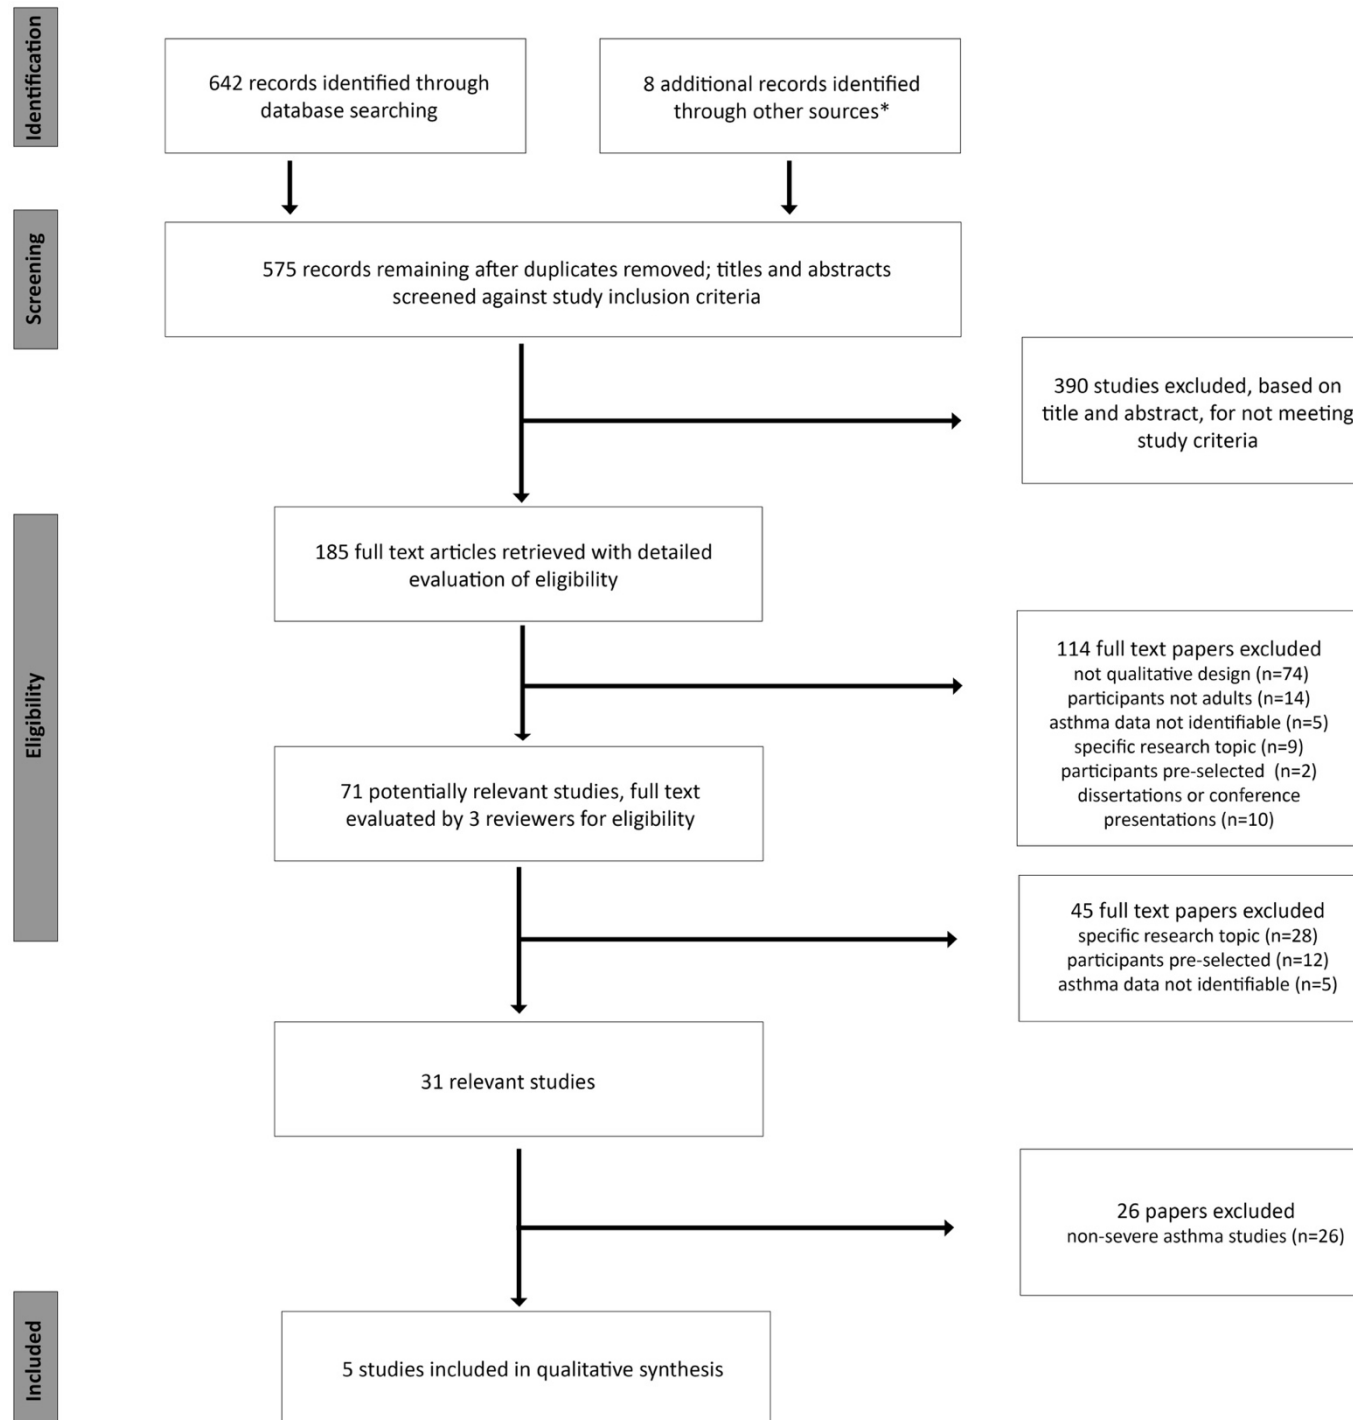 Identification
642 records identified through
database searching
8 additional records identified
through other sources*
Screening
575 records remaining after duplicates removed; titles and abstracts
screened against study inclusion criteria
390 studies excluded, based on
title and abstract, for not meeting
study criteria
Eligibility
185 full text articles retrieved with detailed
evaluation of eligibility
114 full text papers excluded
not qualitative design (n=74)
participants not adults (n=14)
asthma data not identifiable (n=5)
specific research topic (n=9)
participants pre-selected (n=2)
dissertations or conference
presentations (n=10)
71 potentially relevant studies, full text
evaluated by 3 reviewers for eligibility
45 full text papers excluded
specific research topic (n=28)
participants pre-selected (n=12)
asthma data not identifiable (n=5)
31 relevant studies
26 papers excluded
non-severe asthma studies (n=26)
Included
5 studies included in qualitative synthesis